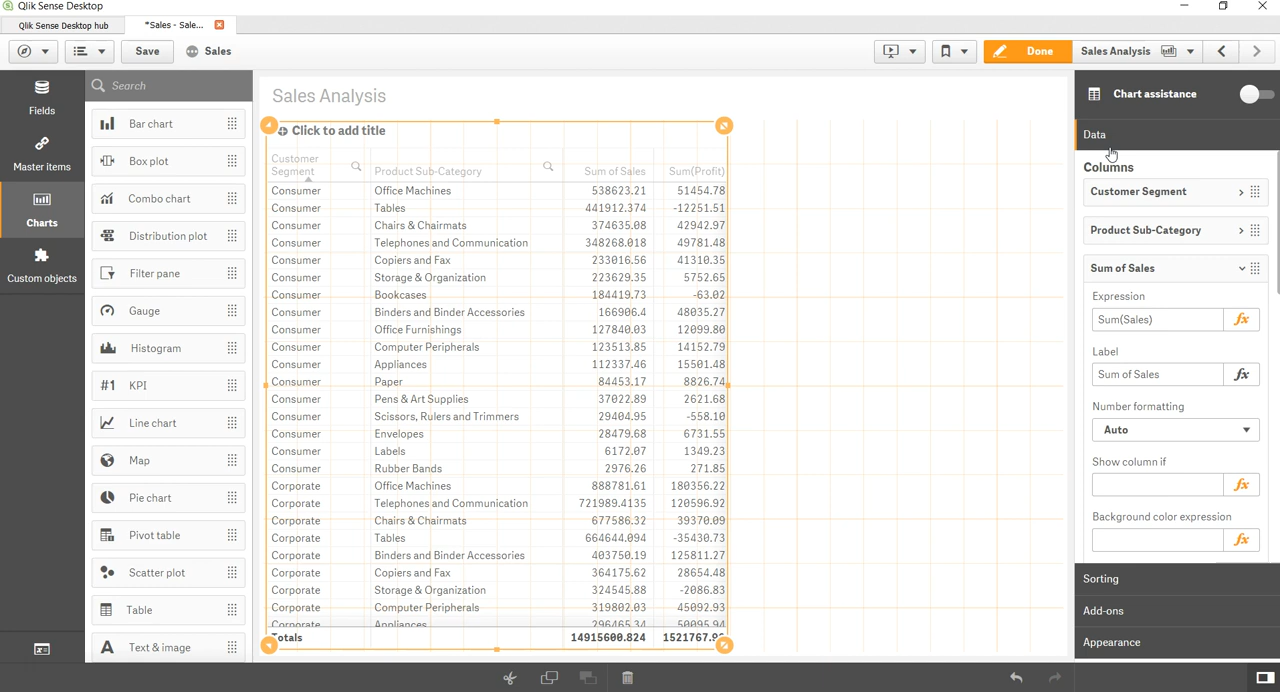 Qlik Sense Desktop
Qlik Sense Desktop hub
*Sales - Sale...
Save
Sales
Done
Sales Analysis
Fields
Master items
Charts
Custom objects
Search
Bar chart
Box plot
Combo chart
Distribution plot
Filter pane
Gauge
Histogram
#1 KPI
Line chart
Map
Pie chart
Pivot table
Scatter plot
Table
A Text & image
Sales Analysis
Click to add title
Customer Segment Product Sub-Category Sum of Sales Sum(Profit)
Consumer Office Machines 538623.21 51454.78
Consumer Tables 441912.374 -12251.51
Consumer Chairs & Chairmats 374635.08 42942.97
Consumer Telephones and Communication 348268.018 49781.48
Consumer Copiers and Fax 233016.56 41310.35
Consumer Storage & Organization 223629.35 5752.65
Consumer Bookcases 184419.73 -63.02
Consumer Binders and Binder Accessories 166906.4 48035.27
Consumer Office Furnishings 127840.03 12099.80
Consumer Computer Peripherals 123513.85 14152.79
Consumer Appliances 112337.46 15501.48
Consumer Paper 84453.17 8826.74
Consumer Pens & Art Supplies 37022.89 2621.68
Consumer Scissors, Rulers and Trimmers 29404.95 -558.10
Consumer Envelopes 28479.68 6731.55
Consumer Labels 6172.07 1349.23
Consumer Rubber Bands 2976.26 271.85
Corporate Office Machines 888781.61 180356.22
Corporate Telephones and Communication 721989.4135 120596.92
Corporate Chairs & Chairmats 677586.32 39370.09
Corporate Tables 664644.094 -35430.73
Corporate Binders and Binder Accessories 403750.19 125811.27
Corporate Copiers and Fax 364175.62 28654.48
Corporate Storage & Organization 324545.88 -2086.83
Corporate Computer Peripherals 319802.03 45092.93
Corporate Appliances 296465.34 50095.94
Totals 14915600.824
Chart assistance
Data
Columns
Customer Segment
Product Sub-Category
Sum of Sales
Expression
Sum(Sales) fx
Label
Sum of Sales fx
Number formatting
Auto
Show column if
fx
Background color expression
fx
Sorting
Add-ons
Appearance